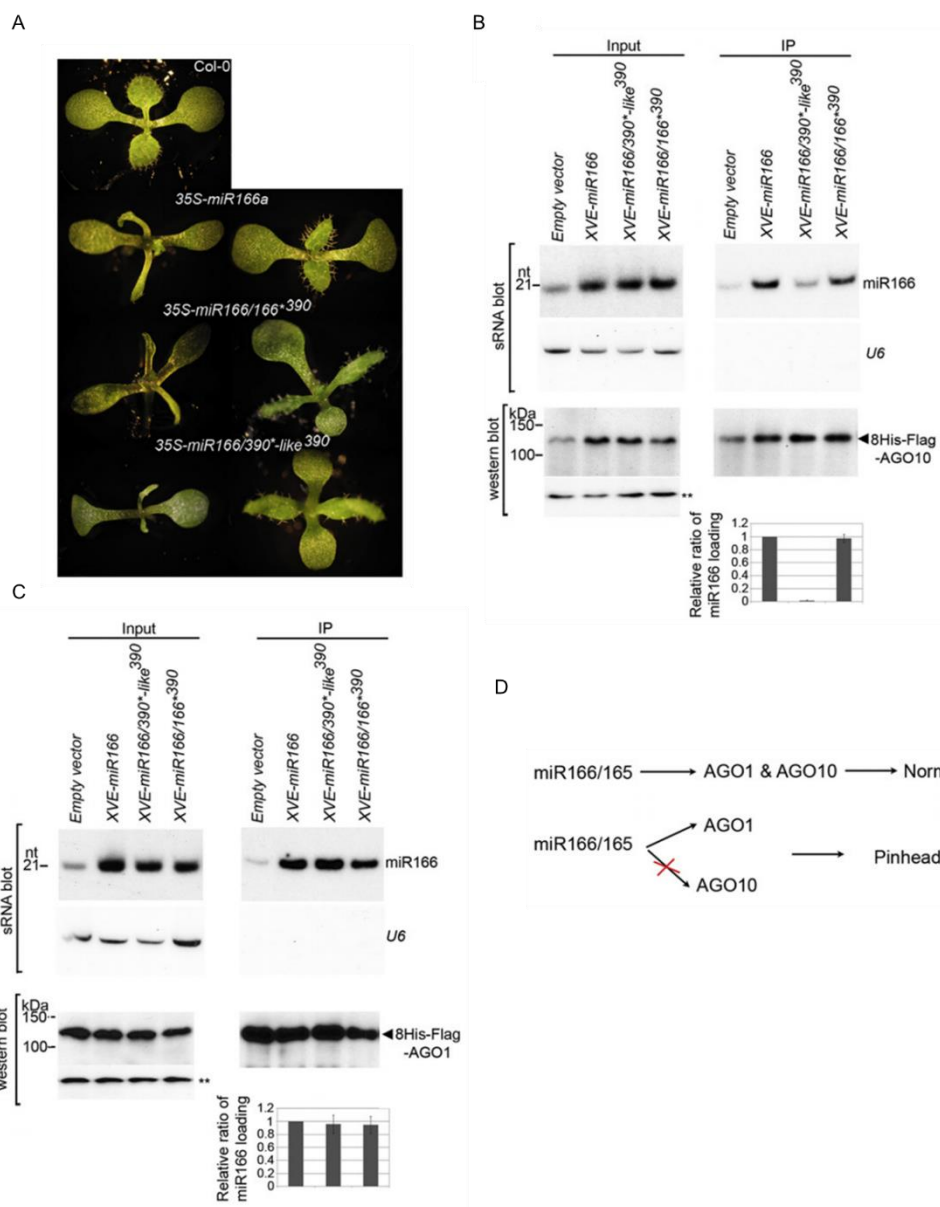 A
Col-0
35S-miR166a
35S-miR166/166*390
35S-miR166/390*-like390
B
Input
IP
Empty vector
XVE-miR166
XVE-miR166/390*-like390
XVE-miR166/166*390
Empty vector
XVE-miR166
XVE-miR166/390*-like390
XVE-miR166/166*390
sRNA blot
nt
21
miR166
U6
western blot
kDa
150
100
8His-Flag
-AGO10
**
Relative ratio of
miR166 loading
1.2
1
0.8
0.6
0.4
0.2
0
C
Input
IP
Empty vector
XVE-miR166
XVE-miR166/390*-like390
XVE-miR166/166*390
Empty vector
XVE-miR166
XVE-miR166/390*-like390
XVE-miR166/166*390
sRNA blot
nt
21
miR166
U6
western blot
kDa
150
100
8His-Flag
-AGO1
**
Relative ratio of
miR166 loading
1.2
1
0.8
0.6
0.4
0.2
0
D
miR166/165
AGO1 & AGO10
Norm
miR166/165
AGO1
AGO10
Pinhead